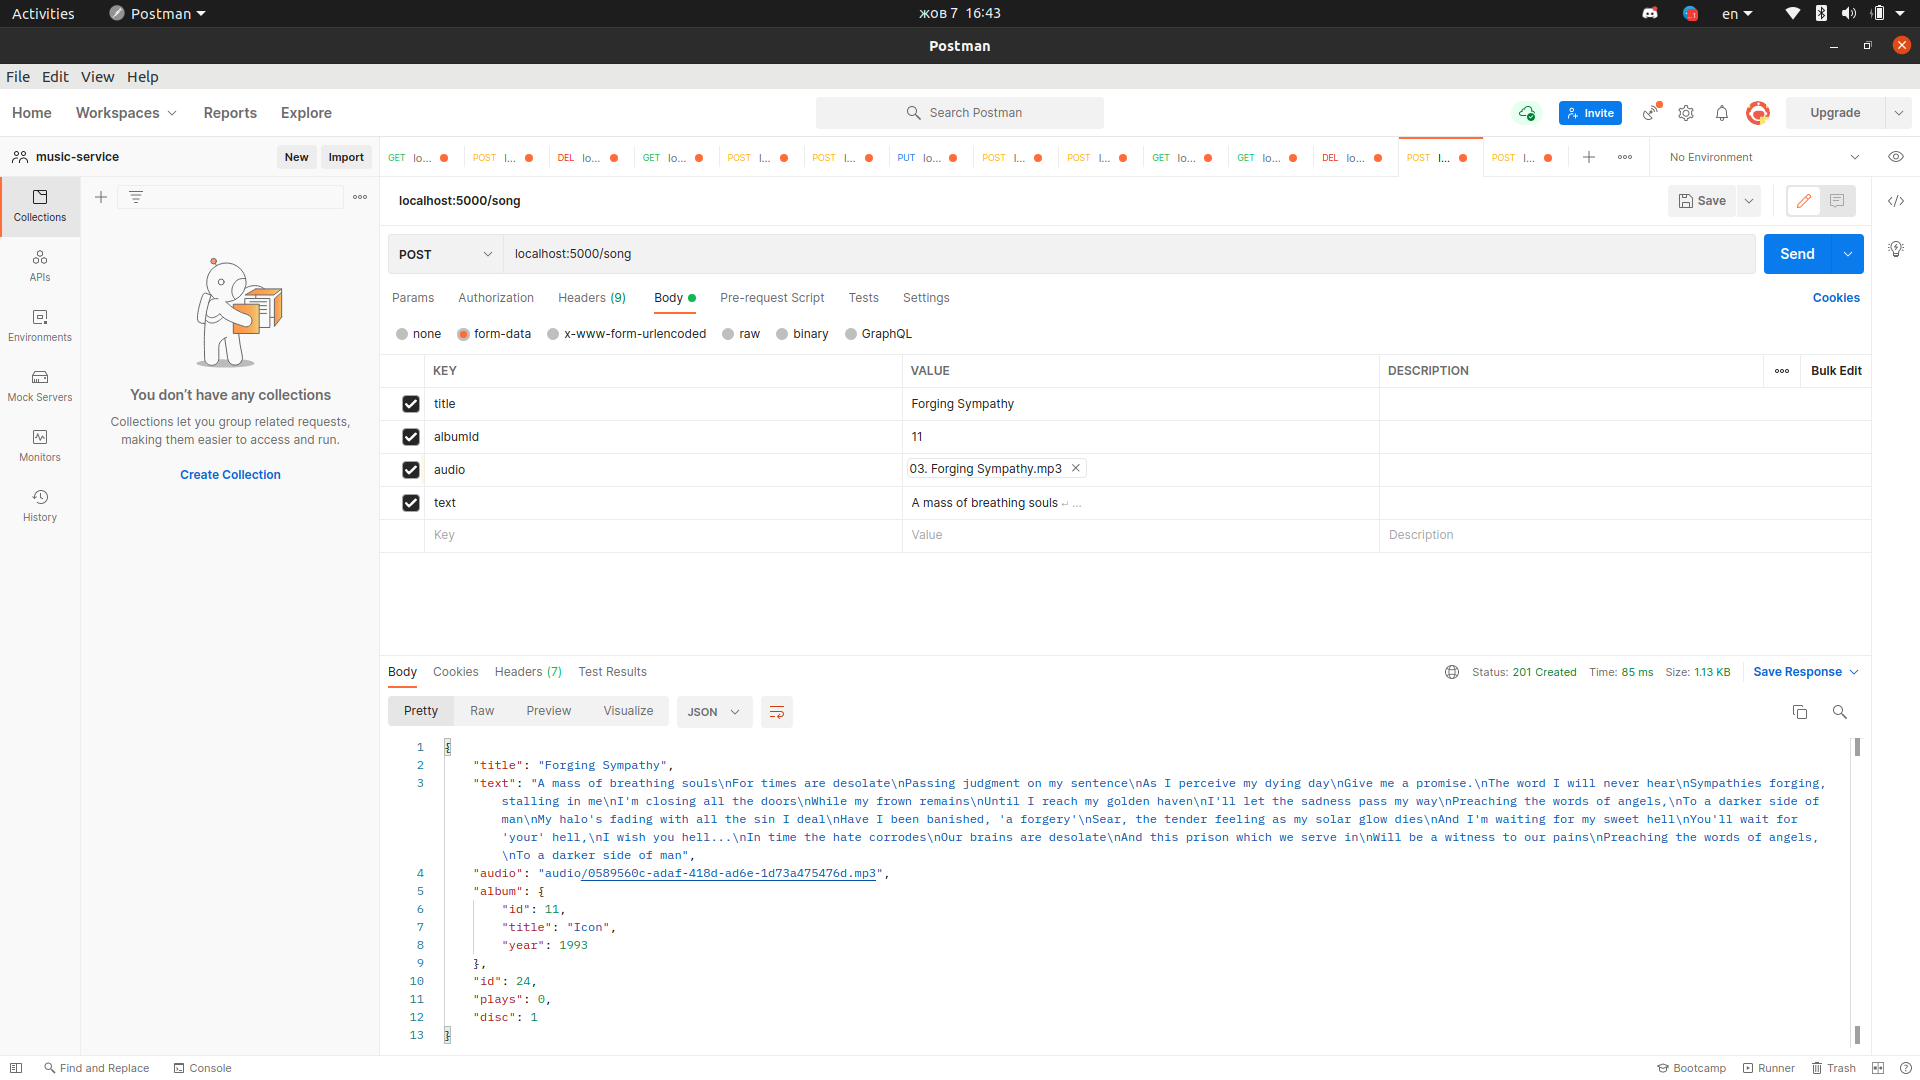 Activities Postman жов 7 16:43 en
Postman
File Edit View Help
Home Workspaces Reports Explore Search Postman Invite Upgrade
music-service New Import GET lo... POST l... DEL lo... GET lo... POST l... POST l... PUT lo... POST l... POST l... GET lo... GET lo... DEL lo... POST l... POST l... No Environment
Collections
APIs
Environments
Mock Servers
Monitors
History
You don't have any collections
Collections let you group related requests,
making them easier to access and run.
Create Collection
localhost:5000/song Save
POST localhost:5000/song Send
Params Authorization Headers (9) Body Pre-request Script Tests Settings Cookies
none form-data x-www-form-urlencoded raw binary GraphQL
KEY VALUE DESCRIPTION Bulk Edit
title Forging Sympathy
albumId 11
audio 03. Forging Sympathy.mp3
text A mass of breathing souls ↵ ...
Key Value Description
Body Cookies Headers (7) Test Results Status: 201 Created Time: 85 ms Size: 1.13 KB Save Response
Pretty Raw Preview Visualize JSON
1 {
2 "title": "Forging Sympathy",
3 "text": "A mass of breathing souls\nFor times are desolate\nPassing judgment on my sentence\nAs I perceive my dying day\nGive me a promise.\nThe word I will never hear\nSympathies forging,
stalling in me\nI'm closing all the doors\nWhile my frown remains\nUntil I reach my golden haven\nI'll let the sadness pass my way\nPreaching the words of angels,\nTo a darker side of
man\nMy halo's fading with all the sin I deal\nHave I been banished, 'a forgery'\nSear, the tender feeling as my solar glow dies\nAnd I'm waiting for my sweet hell\nYou'll wait for
'your' hell,\nI wish you hell...\nIn time the hate corrodes\nOur brains are desolate\nAnd this prison which we serve in\nWill be a witness to our pains\nPreaching the words of angels,
\nTo a darker side of man",
4 "audio": "audio/0589560c-adaf-418d-ad6e-1d73a475476d.mp3",
5 "album": {
6 "id": 11,
7 "title": "Icon",
8 "year": 1993
9 },
10 "id": 24,
11 "plays": 0,
12 "disc": 1
13 }
Find and Replace Console Bootcamp Runner Trash